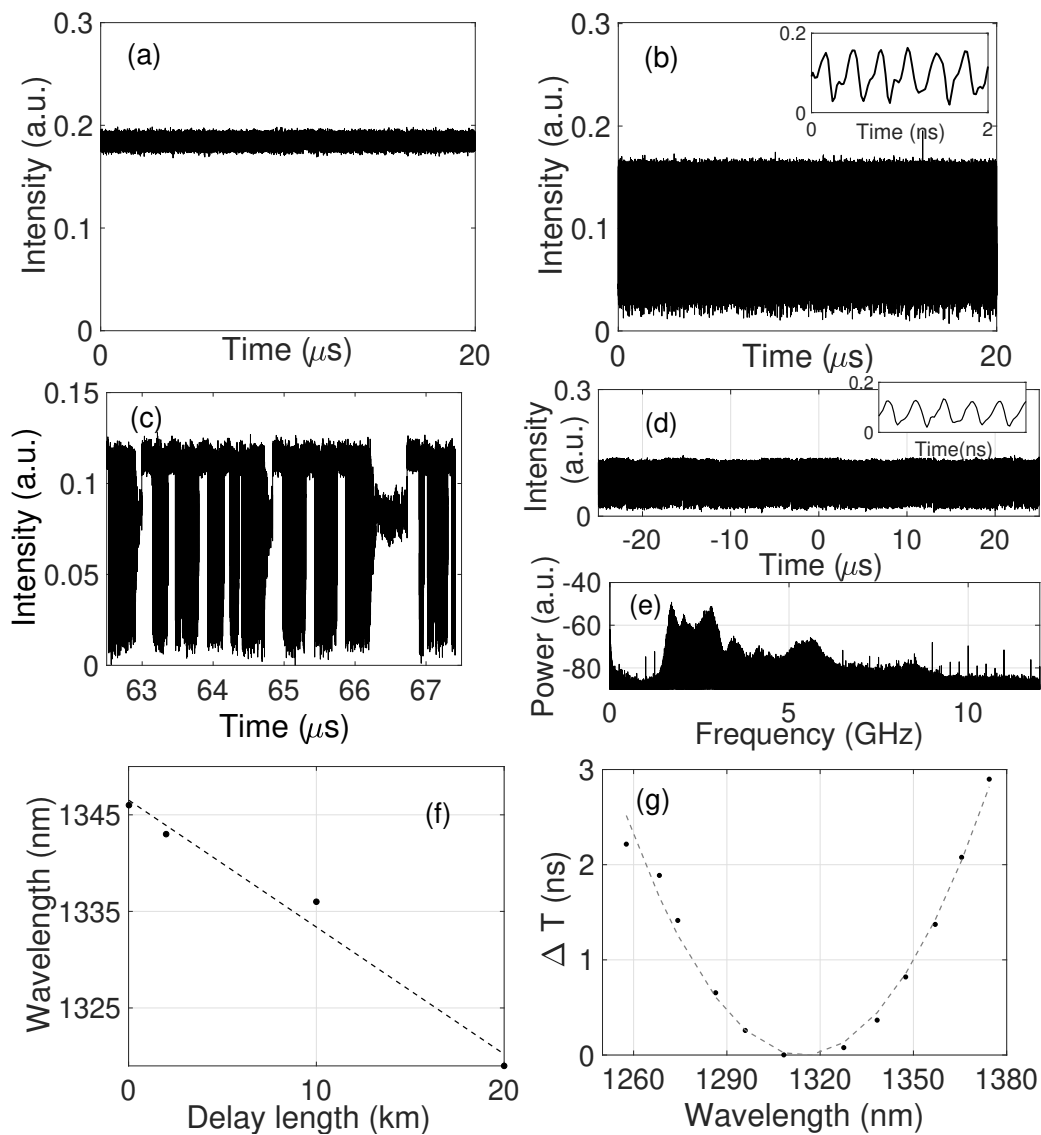 (a)
Intensity (a.u.)
0.3
0.2
0.1
0
0
20
Time (μs)
(b)
Intensity (a.u.)
0.3
0.2
0.1
0
0
20
Time (μs)
0.2
0
0
2
Time (ns)
(c)
Intensity (a.u.)
0.15
0.1
0.05
0
63
64
65
66
67
Time (μs)
(d)
Intensity
(a.u.)
0.3
0
-20
-10
0
10
20
Time (μs)
0.2
0
Time(ns)
(e)
Power (a.u.)
-40
-60
-80
0
5
10
Frequency (GHz)
(f)
Wavelength (nm)
1345
1335
1325
0
10
20
Delay length (km)
(g)
Δ T (ns)
3
2
1
0
1260
1290
1320
1350
1380
Wavelength (nm)